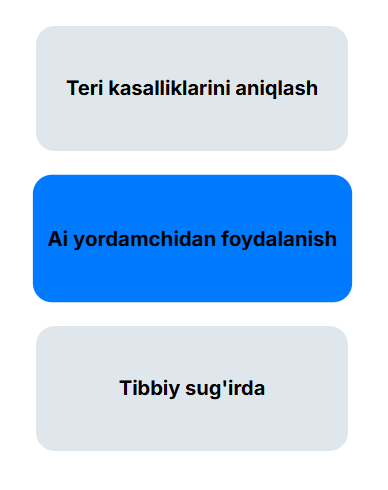 Teri kasalliklarini aniqlash
Ai yordamchidan foydalanish
Tibbiy sug'irda